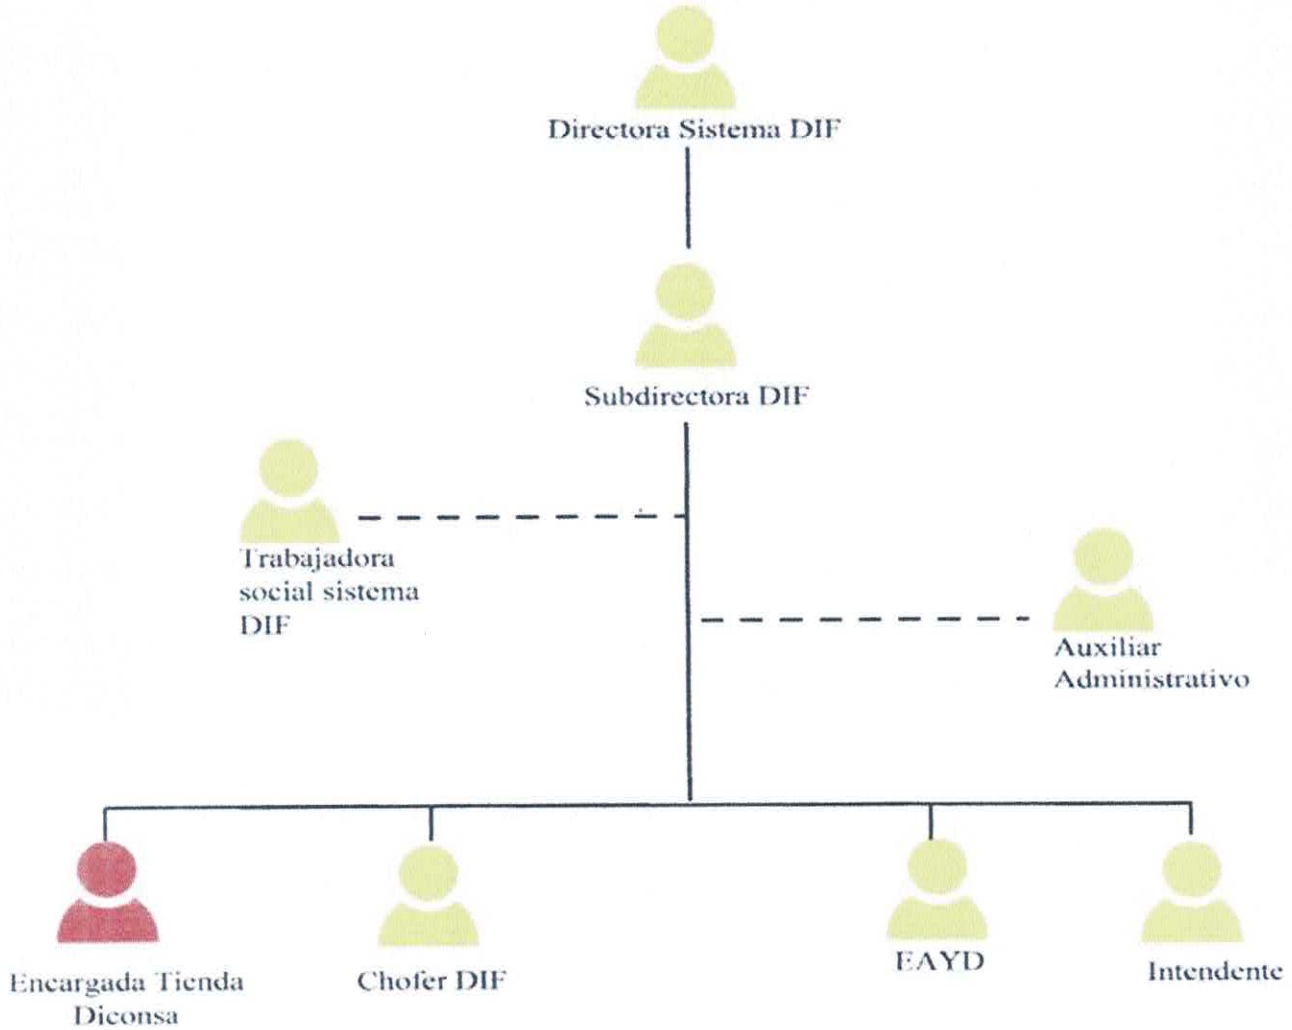 Directora Sistema DIF
Subdirectora DIF
Trabajadora
social sistema
DIF
Auxiliar
Administrativo
Encargada Tienda
Diconsa
Chofer DIF
EAYD
Intendente